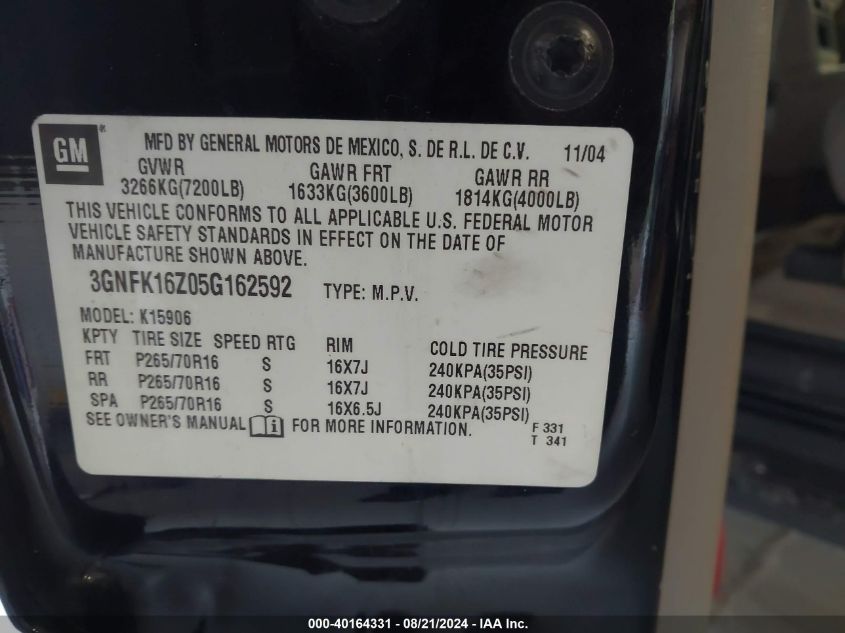 GM ®
MFD BY GENERAL MOTORS DE MEXICO, S. DE R.L. DE C.V. 11/04
GVWR GAWR FRT GAWR RR
3266KG(7200LB) 1633KG(3600LB) 1814KG(4000LB)
THIS VEHICLE CONFORMS TO ALL APPLICABLE U.S. FEDERAL MOTOR
VEHICLE SAFETY STANDARDS IN EFFECT ON THE DATE OF
MANUFACTURE SHOWN ABOVE.
3GNFK16Z05G162592 TYPE: M.P.V.
MODEL: K15906
KPTY TIRE SIZE SPEED RTG RIM COLD TIRE PRESSURE
FRT P265/70R16 S 16X7J 240KPA(35PSI)
RR P265/70R16 S 16X7J 240KPA(35PSI)
SPA P265/70R16 S 16X6.5J 240KPA(35PSI)
SEE OWNER'S MANUAL FOR MORE INFORMATION. F 331
T 341
000-40164331 - 08/21/2024 - IAA Inc.